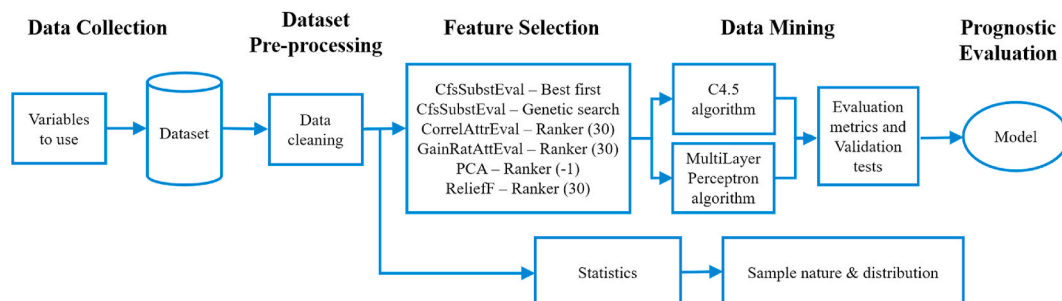 Data Collection
Dataset
Pre-processing
Feature Selection
Data Mining
Prognostic
Evaluation
Variables
to use
Dataset
Data
cleaning
CfsSubstEval – Best first
CfsSubstEval – Genetic search
CorrelAttrEval – Ranker (30)
GainRatAttEval – Ranker (30)
PCA – Ranker (-1)
ReliefF – Ranker (30)
C4.5
algorithm
MultiLayer
Perceptron
algorithm
Evaluation
metrics and
Validation
tests
Model
Statistics
Sample nature & distribution